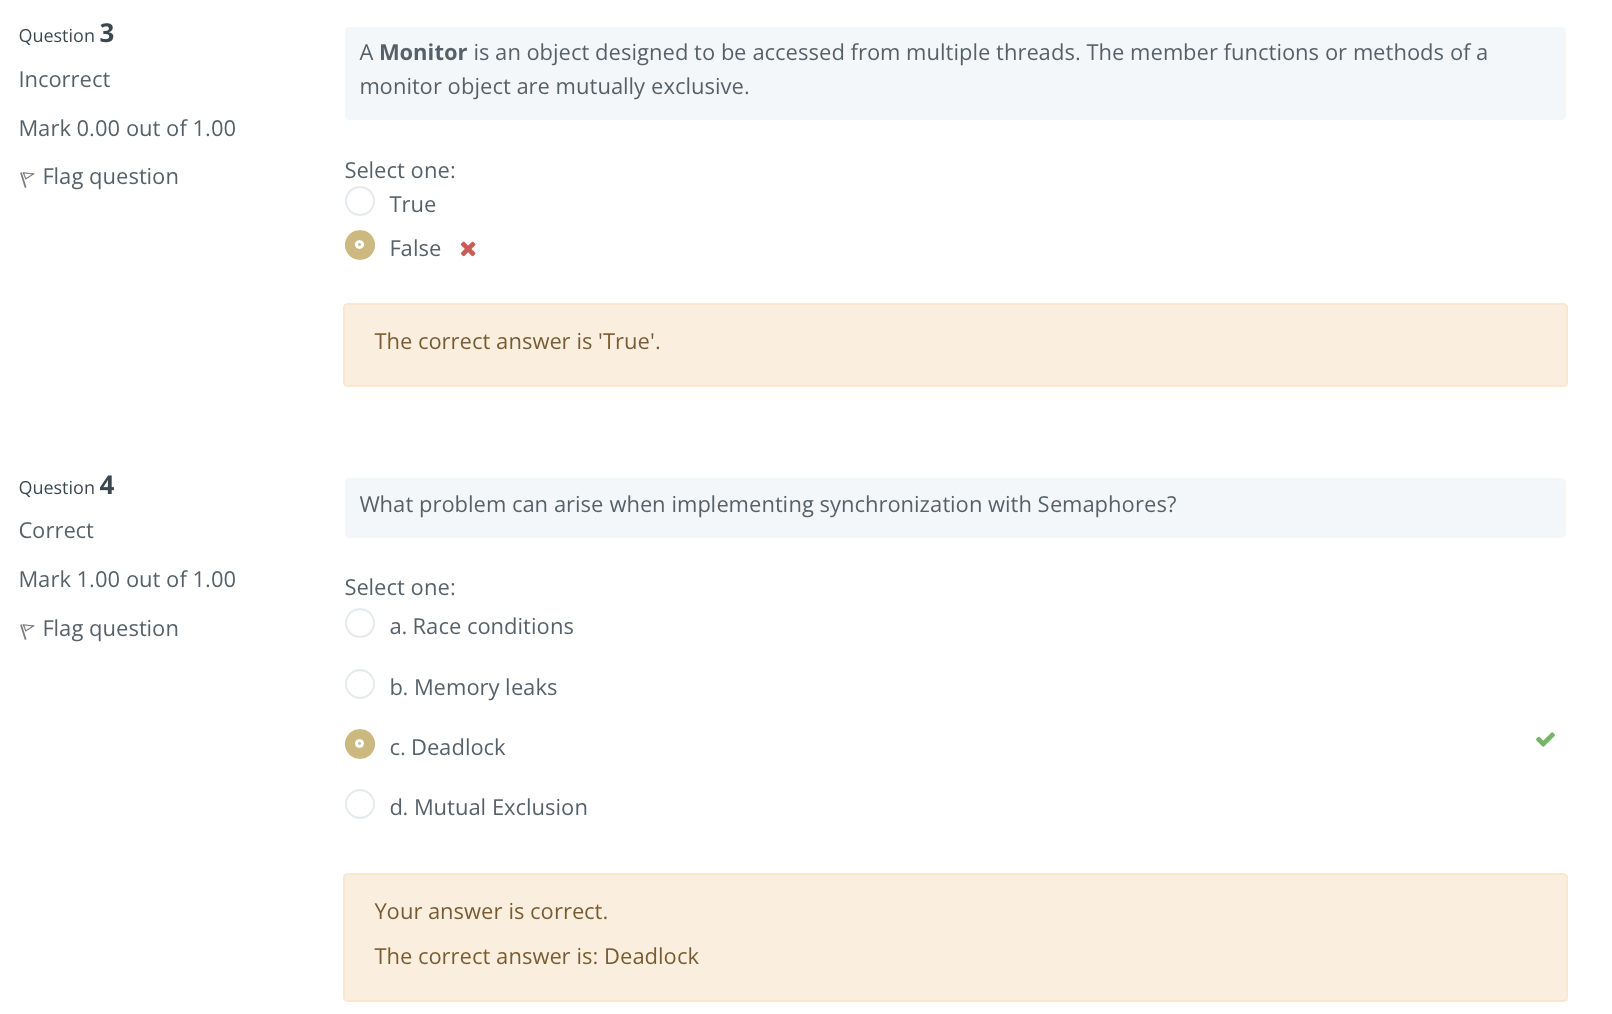 Question 3
Incorrect
Mark 0.00 out of 1.00
Flag question
A Monitor is an object designed to be accessed from multiple threads. The member functions or methods of a
monitor object are mutually exclusive.
Select one:
True
False
The correct answer is 'True'.
Question 4
Correct
Mark 1.00 out of 1.00
Flag question
What problem can arise when implementing synchronization with Semaphores?
Select one:
a. Race conditions
b. Memory leaks
c. Deadlock
d. Mutual Exclusion
Your answer is correct.
The correct answer is: Deadlock